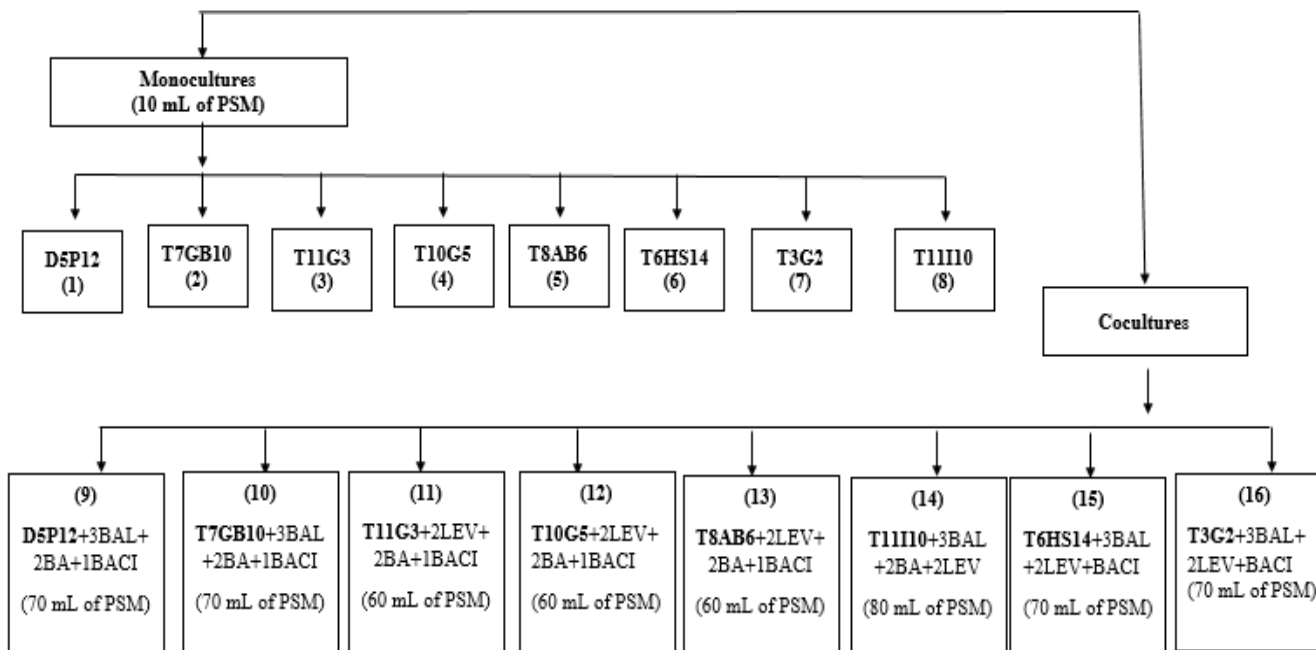 Monocultures
(10 mL of PSM)
D5P12
(1)
T7GB10
(2)
T11G3
(3)
T10G5
(4)
T8AB6
(5)
T6HS14
(6)
T3G2
(7)
T11I10
(8)
Cocultures
(9)
D5P12+3BAL+
2BA+1BACI
(70 mL of PSM)
(10)
T7GB10+3BAL
+2BA+1BACI
(70 mL of PSM)
(11)
T11G3+2LEV+
2BA+1BACI
(60 mL of PSM)
(12)
T10G5+2LEV+
2BA+1BACI
(60 mL of PSM)
(13)
T8AB6+2LEV+
2BA+1BACI
(60 mL of PSM)
(14)
T11I10+3BAL
+2BA+2LEV
(80 mL of PSM)
(15)
T6HS14+3BAL
+2LEV+BACI
(70 mL of PSM)
(16)
T3G2+3BAL+
2LEV+BACI
(70 mL of PSM)